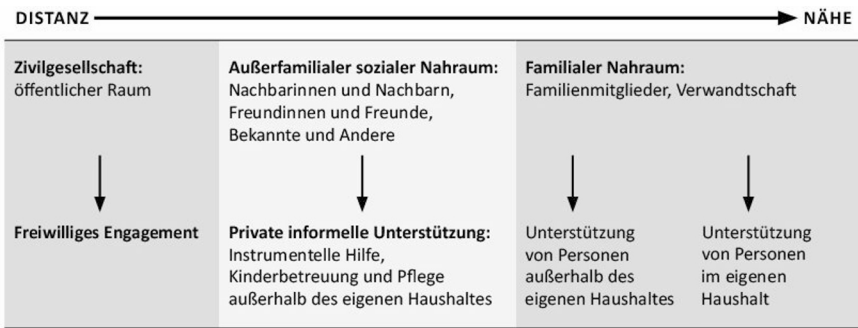 DISTANZ NÄHE
Zivilgesellschaft:
öffentlicher Raum
Außerfamilialer sozialer Nahraum:
Nachbarinnen und Nachbarn,
Freundinnen und Freunde,
Bekannte und Andere
Familialer Nahraum:
Familienmitglieder, Verwandtschaft
Freiwilliges Engagement
Private informelle Unterstützung:
Instrumentelle Hilfe,
Kinderbetreuung und Pflege
außerhalb des eigenen Haushaltes
Unterstützung
von Personen
außerhalb des
eigenen Haushaltes
Unterstützung
von Personen
im eigenen
Haushalt